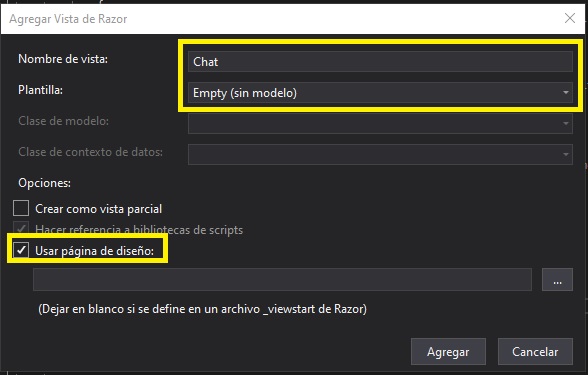 Agregar Vista de Razor
Nombre de vista: Chat
Plantilla: Empty (sin modelo)
Clase de modelo:
Clase de contexto de datos:
Opciones:
Crear como vista parcial
Hacer referencia a bibliotecas de scripts
Usar página de diseño:
...
(Dejar en blanco si se define en un archivo _viewstart de Razor)
Agregar Cancelar